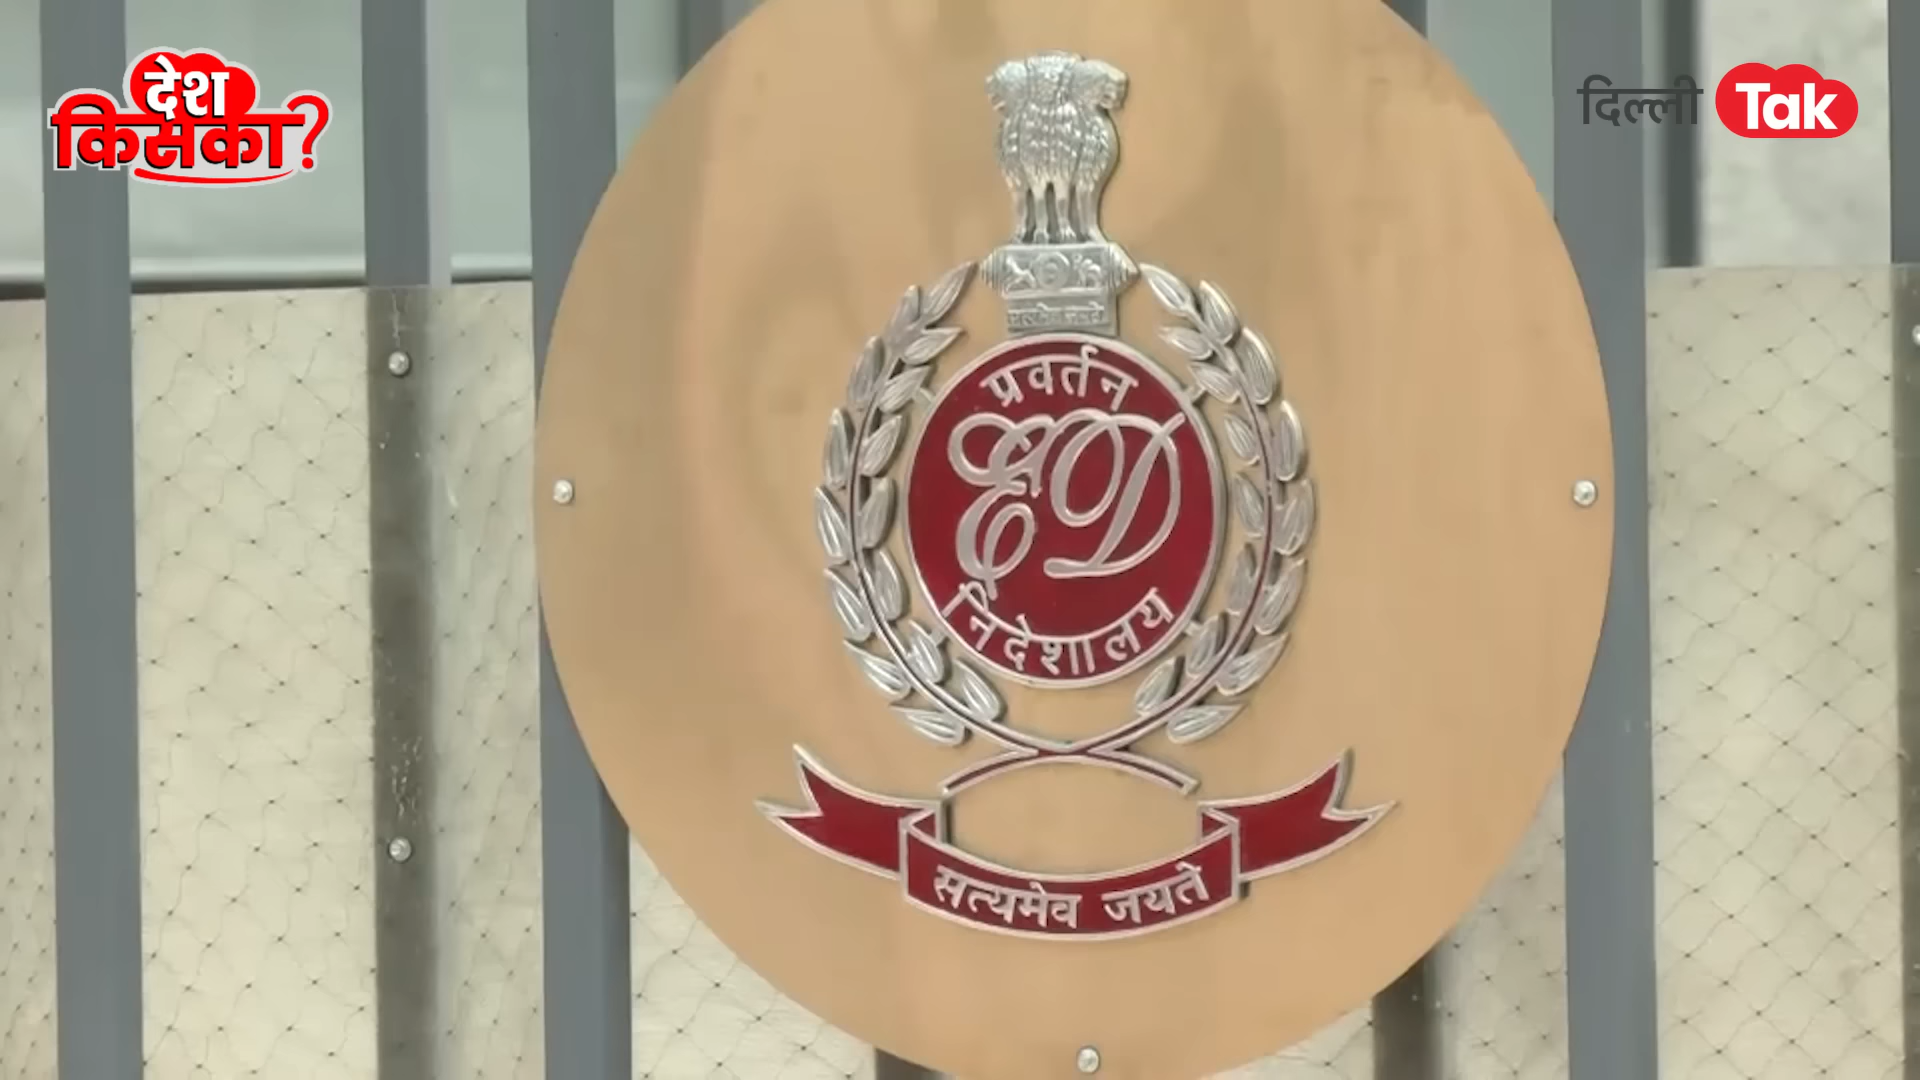 देश
किसका?
दिल्ली Tak
प्रवर्तन
ED
निदेशालय
सत्यमेव जयते